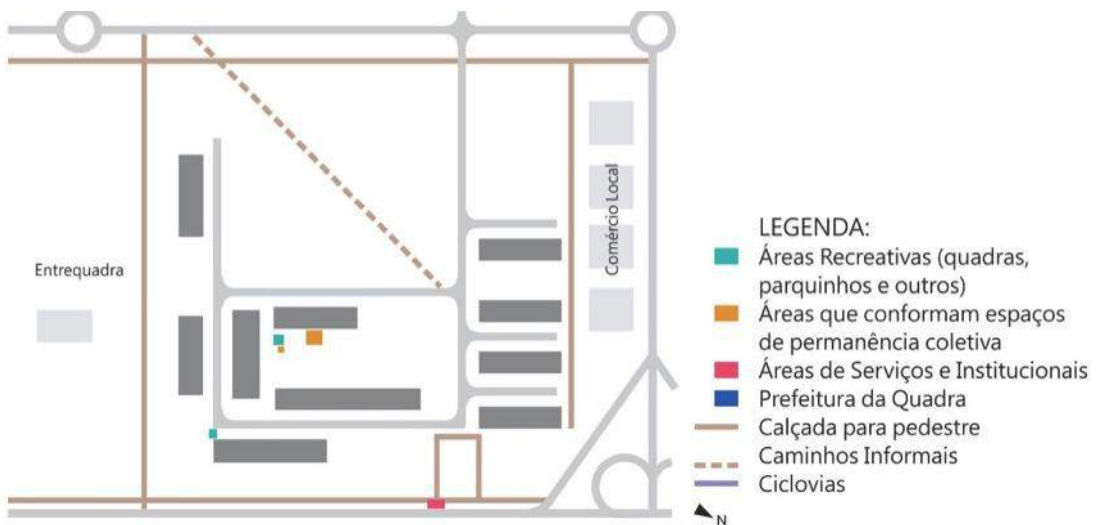 Entrequadra
Comércio Local
LEGENDA:
Áreas Recreativas (quadras,
parquinhos e outros)
Áreas que conformam espaços
de permanência coletiva
Áreas de Serviços e Institucionais
Prefeitura da Quadra
Calçada para pedestre
Caminhos Informais
Ciclovias
N